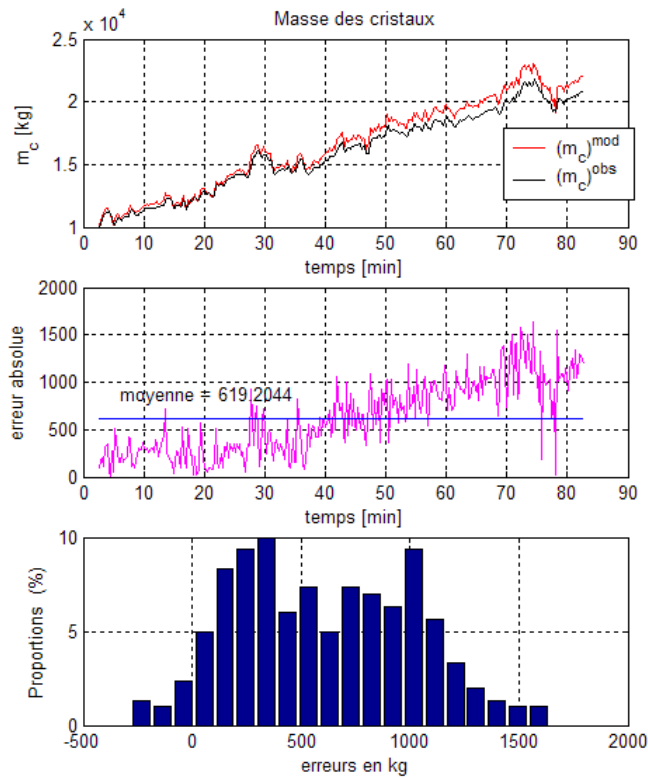 Masse des cristaux
x 10^4
2.5
2
1.5
1
m_c [kg]
(m_c)^mod
(m_c)^obs
0 10 20 30 40 50 60 70 80 90
temps [min]
2000
1500
1000
500
0
erreur absolue
moyenne = 619.2044
0 10 20 30 40 50 60 70 80 90
temps [min]
10
5
0
Proportions (%)
-500 0 500 1000 1500 2000
erreurs en kg